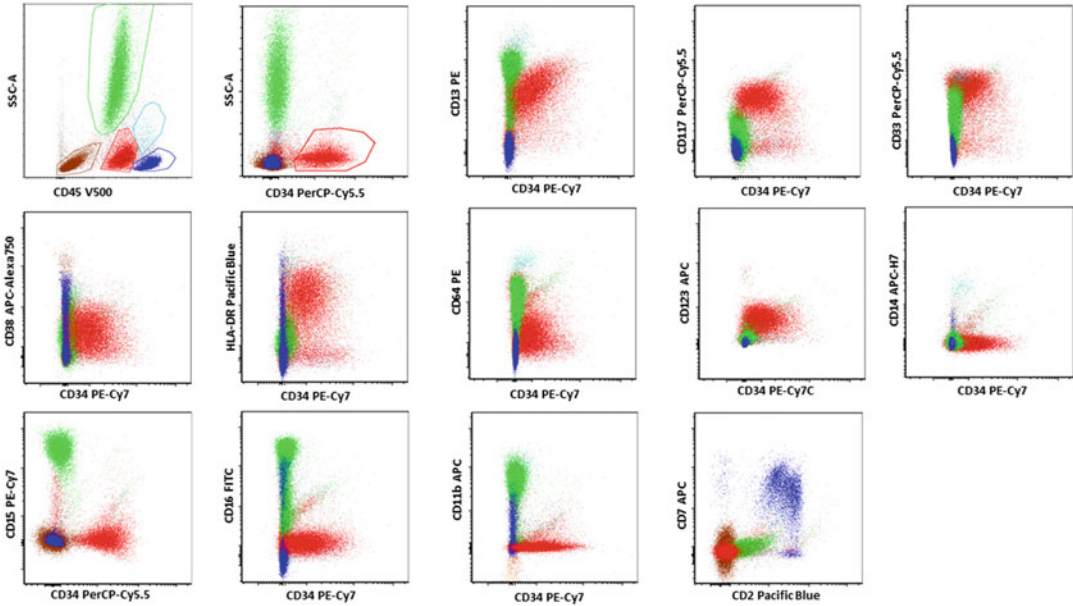 SSC-A
CD45 V500
SSC-A
CD34 PerCP-Cy5.5
CD13 PE
CD34 PE-Cy7
CD117 PerCP-Cy5.5
CD34 PE-Cy7
CD33 PerCP-Cy5.5
CD34 PE-Cy7
CD38 APC-Alexa750
CD34 PE-Cy7
HLA-DR Pacific Blue
CD34 PE-Cy7
CD64 PE
CD34 PE-Cy7
CD123 APC
CD34 PE-Cy7C
CD14 APC-H7
CD34 PE-Cy7
CD15 PE-Cy7
CD34 PerCP-Cy5.5
CD16 FITC
CD34 PE-Cy7
CD11b APC
CD34 PE-Cy7
CD7 APC
CD2 Pacific Blue